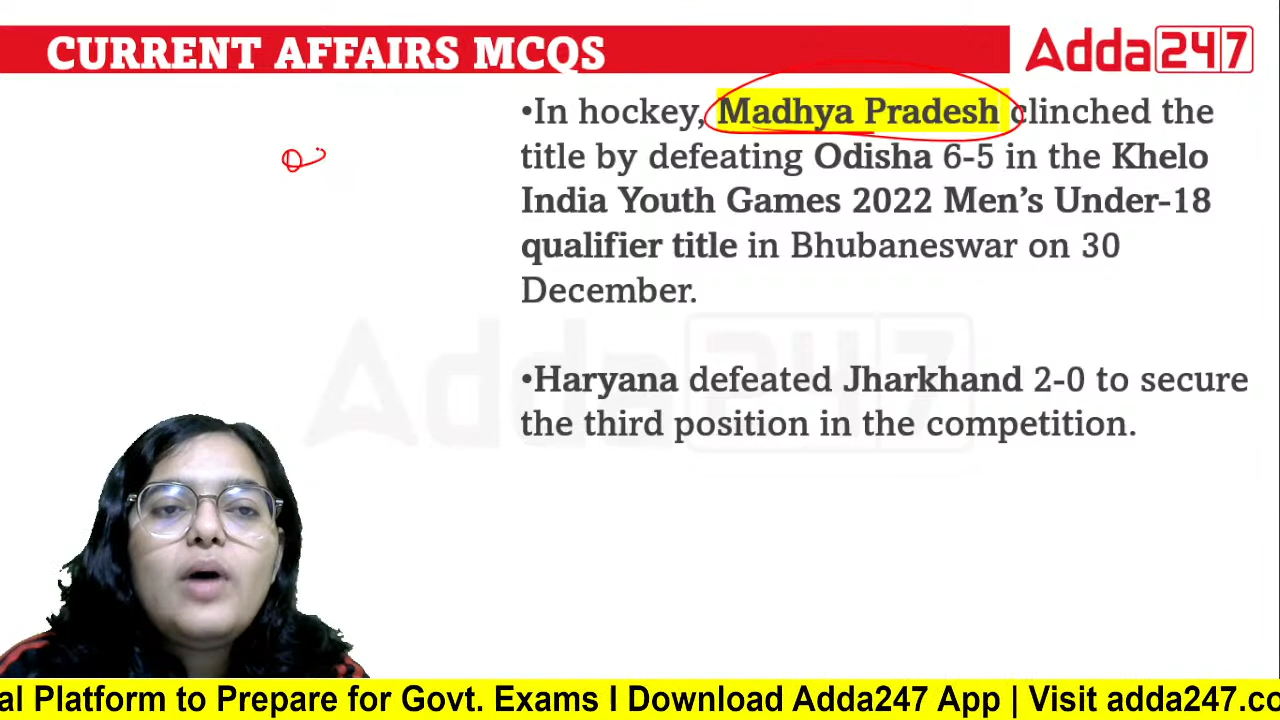 CURRENT AFFAIRS MCQS
Adda247
•In hockey, Madhya Pradesh clinched the
title by defeating Odisha 6-5 in the Khelo
India Youth Games 2022 Men’s Under-18
qualifier title in Bhubaneswar on 30
December.
Adda247
•Haryana defeated Jharkhand 2-0 to secure
the third position in the competition.
al Platform to Prepare for Govt. Exams I Download Adda247 App | Visit adda247.co